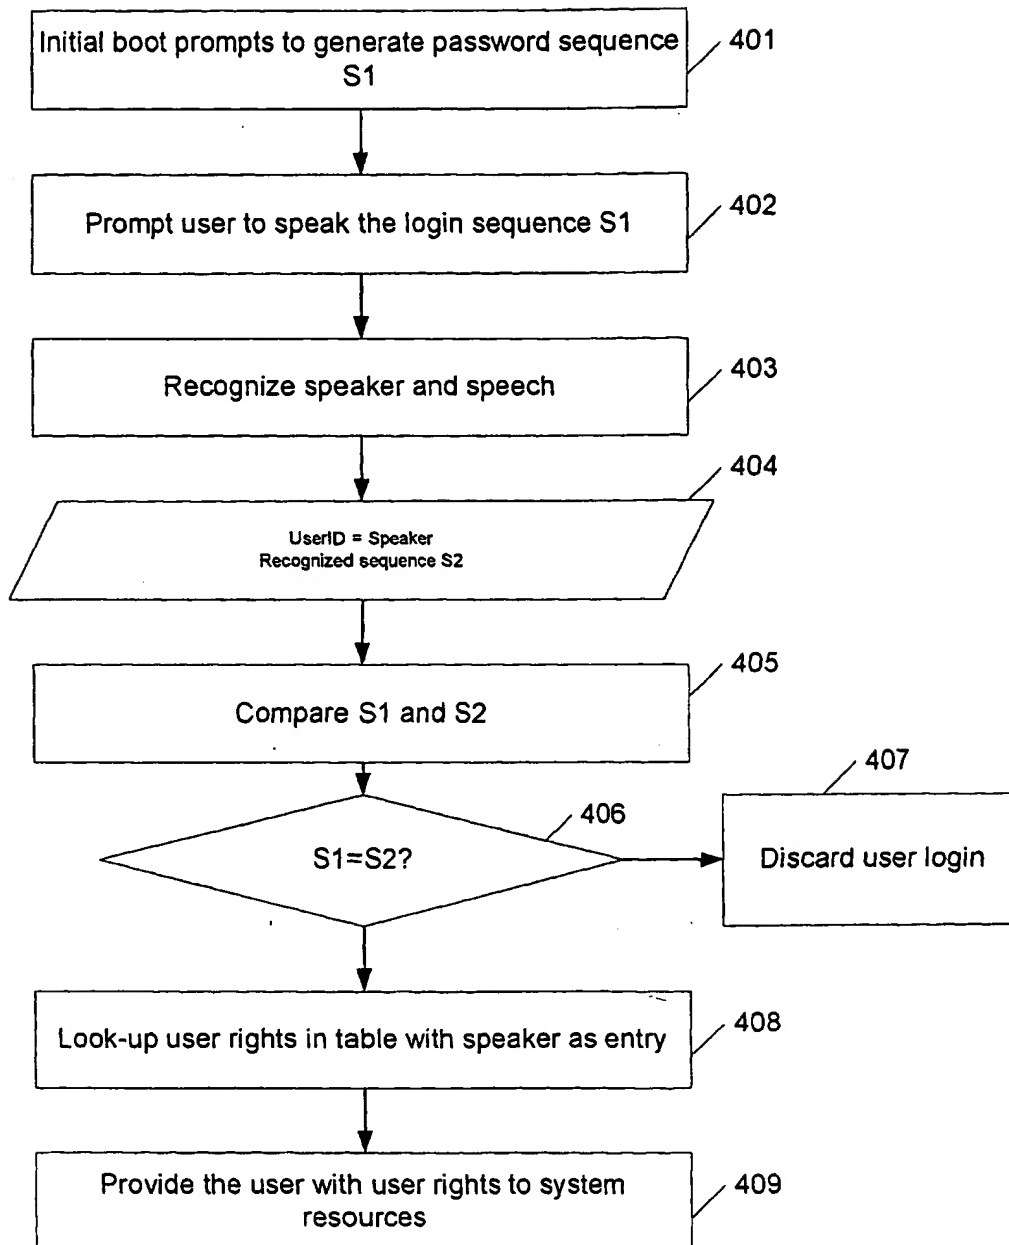 Initial boot prompts to generate password sequence
S1
401
Prompt user to speak the login sequence S1
402
Recognize speaker and speech
403
404
UserID = Speaker
Recognized sequence S2
405
Compare S1 and S2
407
406
S1=S2?
Discard user login
Look-up user rights in table with speaker as entry
408
Provide the user with user rights to system
resources
409